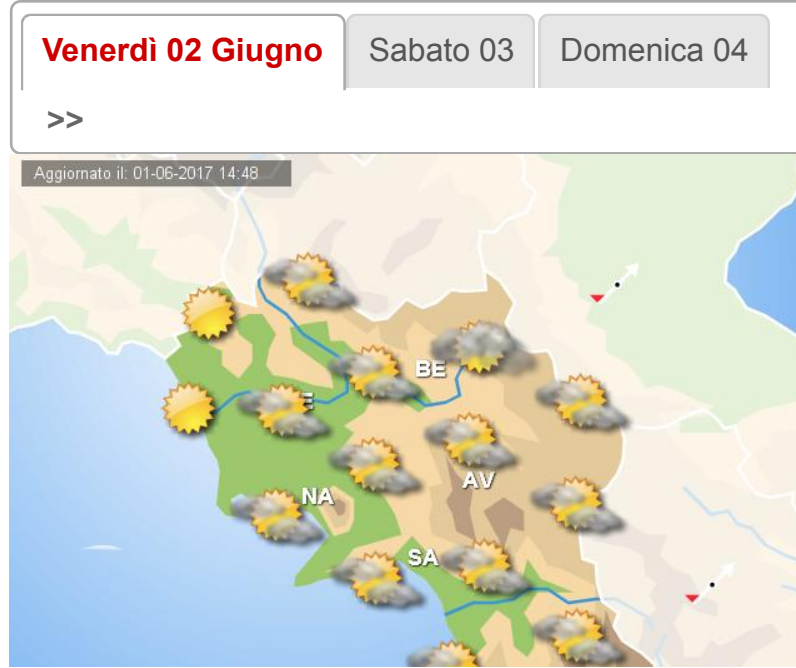 Venerdì 02 Giugno Sabato 03 Domenica 04
>>
Aggiornato il: 01-06-2017 14:48
BE
E
NA
AV
SA